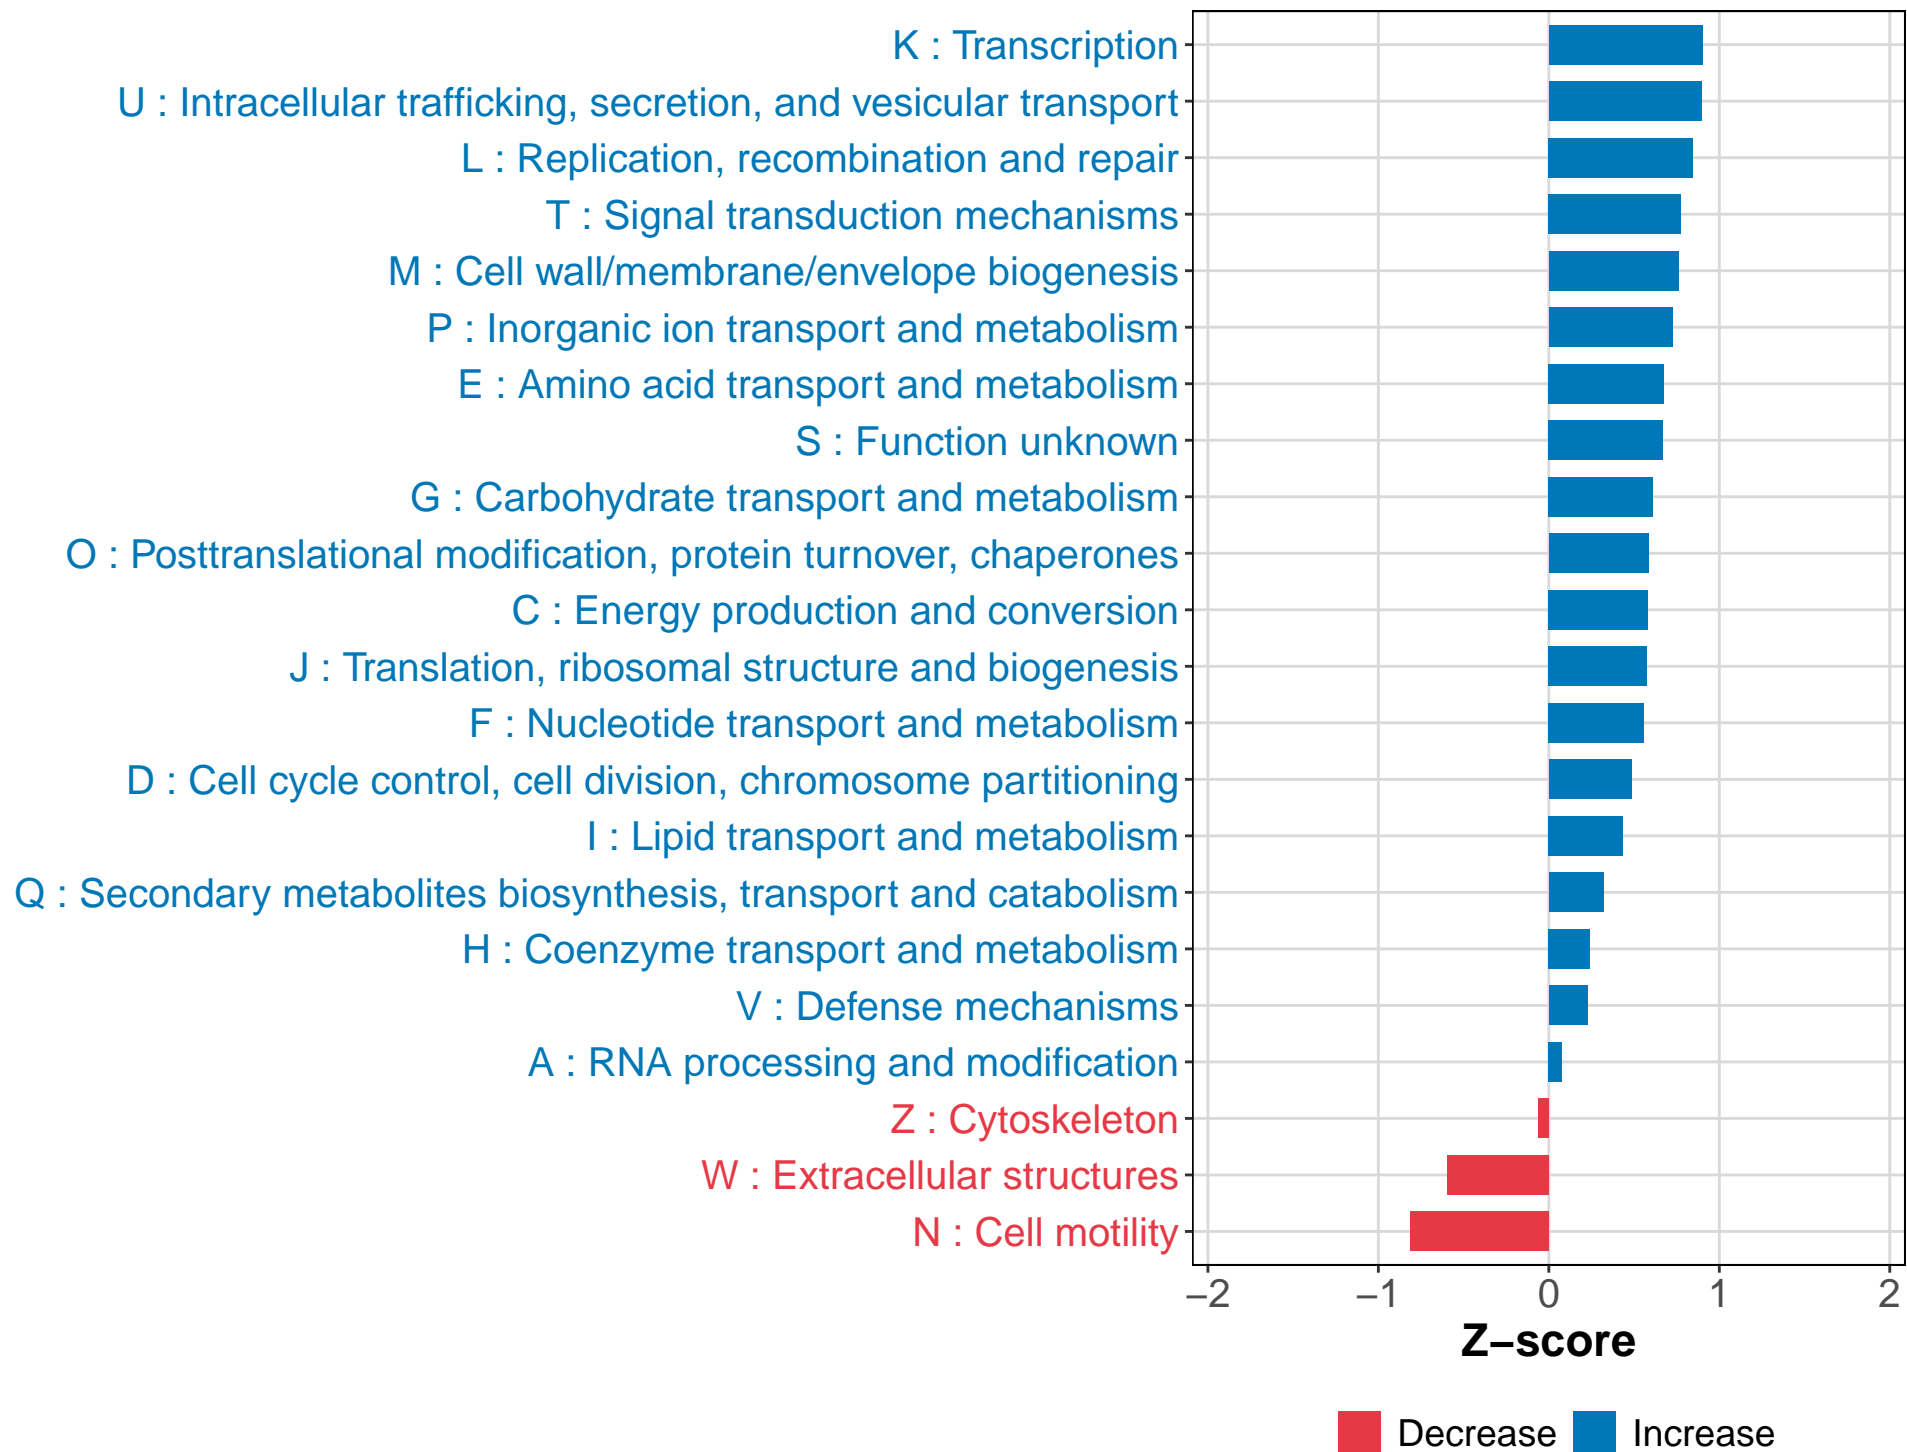 K : Transcription
U : Intracellular trafficking, secretion, and vesicular transport
L : Replication, recombination and repair
T : Signal transduction mechanisms
M : Cell wall/membrane/envelope biogenesis
P : Inorganic ion transport and metabolism
E : Amino acid transport and metabolism
S : Function unknown
G : Carbohydrate transport and metabolism
O : Posttranslational modification, protein turnover, chaperones
C : Energy production and conversion
J : Translation, ribosomal structure and biogenesis
F : Nucleotide transport and metabolism
D : Cell cycle control, cell division, chromosome partitioning
I : Lipid transport and metabolism
Q : Secondary metabolites biosynthesis, transport and catabolism
H : Coenzyme transport and metabolism
V : Defense mechanisms
A : RNA processing and modification
Z : Cytoskeleton
W : Extracellular structures
N : Cell motility
−2 −1 0 1 2
Z−score
Decrease Increase